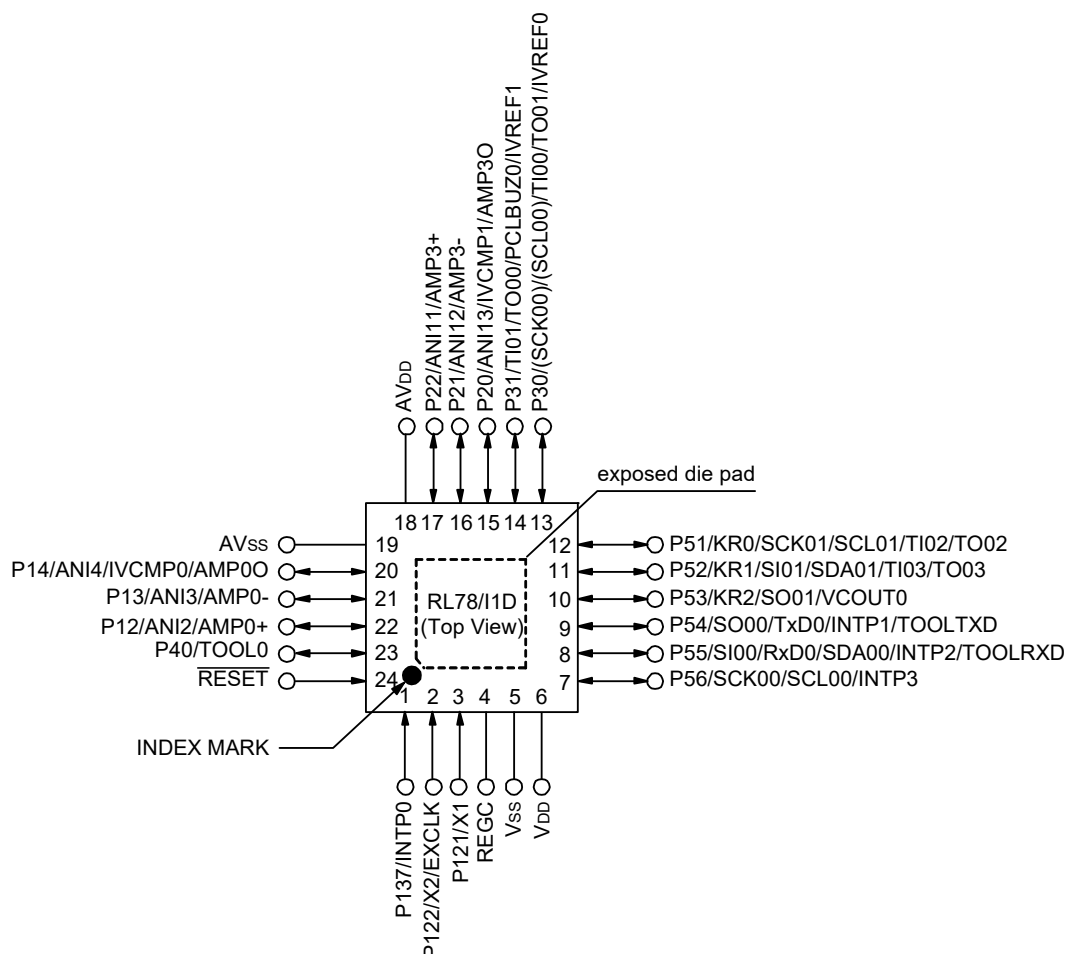 P22/ANI11/AMP3+
P21/ANI12/AMP3-
P20/ANI13/IVCMP1/AMP3O
P31/TI01/TO00/PCLBUZ0/IVREF1
P30/(SCK00)/(SCL00)/TI00/TO01/IVREF0
AVDD
exposed die pad
18 17 16 15 14 13
AVSS 19
P14/ANI4/IVCMP0/AMP0O 20
P13/ANI3/AMP0- 21
P12/ANI2/AMP0+ 22
P40/TOOL0 23
RESET 24
RL78/I1D
(Top View)
12 P51/KR0/SCK01/SCL01/TI02/TO02
11 P52/KR1/SI01/SDA01/TI03/TO03
10 P53/KR2/SO01/VCOUT0
9 P54/SO00/TxD0/INTP1/TOOLTXD
8 P55/SI00/RxD0/SDA00/INTP2/TOOLRXD
7 P56/SCK00/SCL00/INTP3
1 2 3 4 5 6
INDEX MARK
P137/INTP0
P122/X2/EXCLK
P121/X1
REGC
VSS
VDD